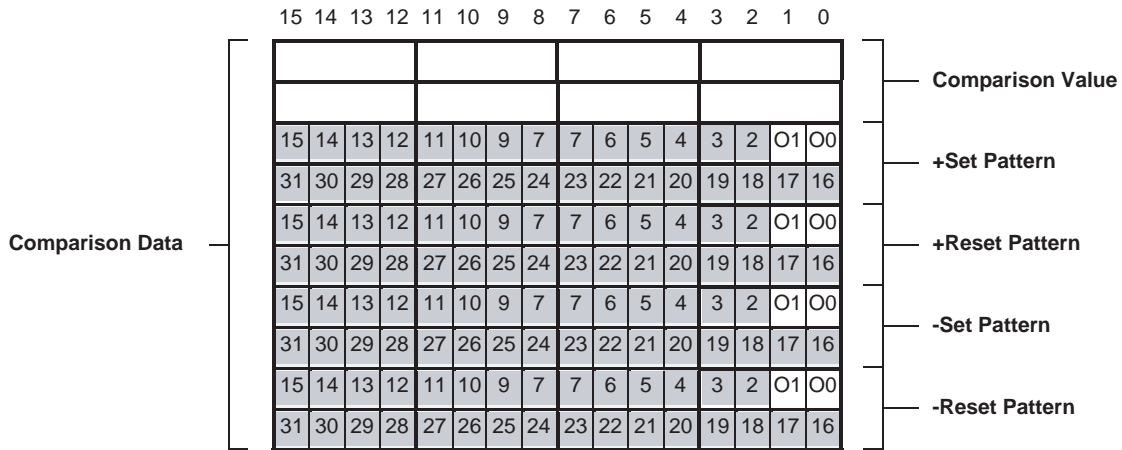 15 14 13 12 11 10 9 8 7 6 5 4 3 2 1 0
Comparison Value
15 14 13 12 11 10 9 7 7 6 5 4 3 2 O1 O0
+Set Pattern
31 30 29 28 27 26 25 24 23 22 21 20 19 18 17 16
15 14 13 12 11 10 9 7 7 6 5 4 3 2 O1 O0
Comparison Data
+Reset Pattern
31 30 29 28 27 26 25 24 23 22 21 20 19 18 17 16
15 14 13 12 11 10 9 7 7 6 5 4 3 2 O1 O0
-Set Pattern
31 30 29 28 27 26 25 24 23 22 21 20 19 18 17 16
15 14 13 12 11 10 9 7 7 6 5 4 3 2 O1 O0
-Reset Pattern
31 30 29 28 27 26 25 24 23 22 21 20 19 18 17 16